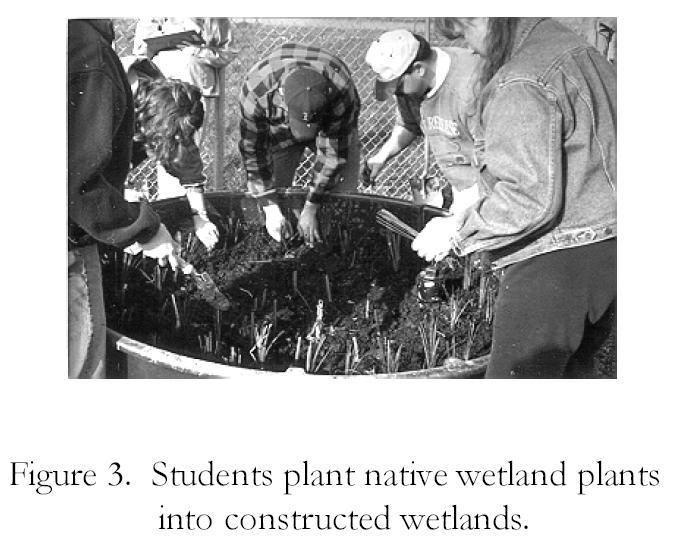 Figure 3. Students plant native wetland plants
into constructed wetlands.